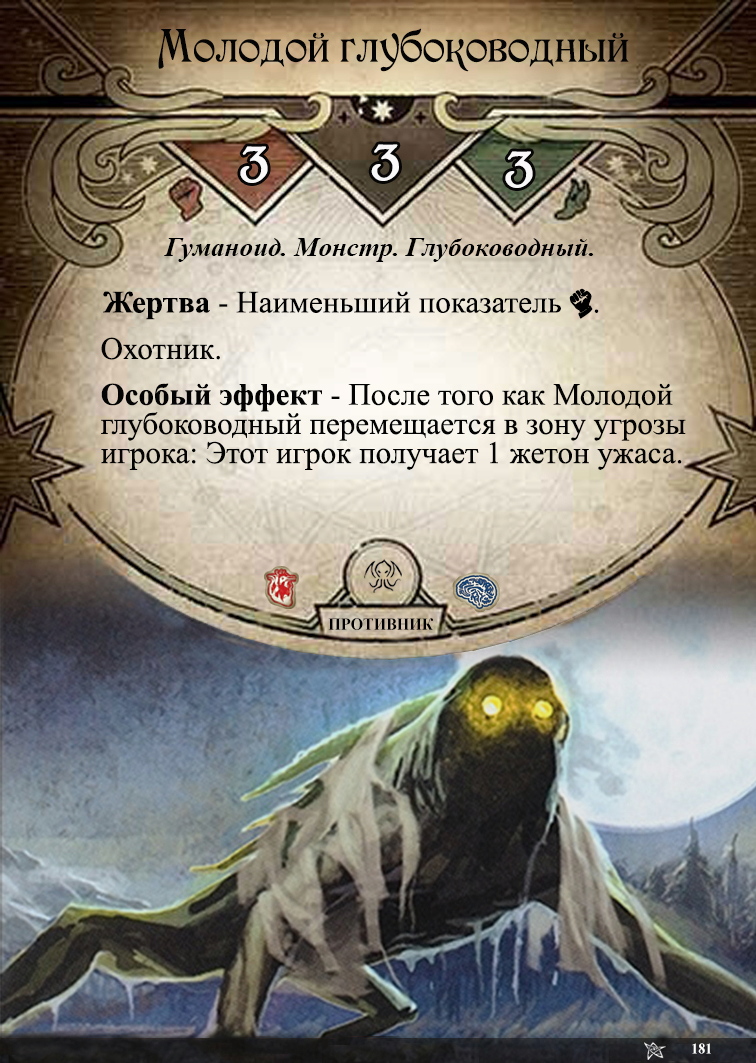 Молодой глубоководный
3 3 3
Гуманоид. Монстр. Глубоководный.
Жертва - Наименьший показатель .
Охотник.
Особый эффект - После того как Молодой
глубоководный перемещается в зону угрозы
игрока: Этот игрок получает 1 жетон ужаса.
ПРОТИВНИК
181